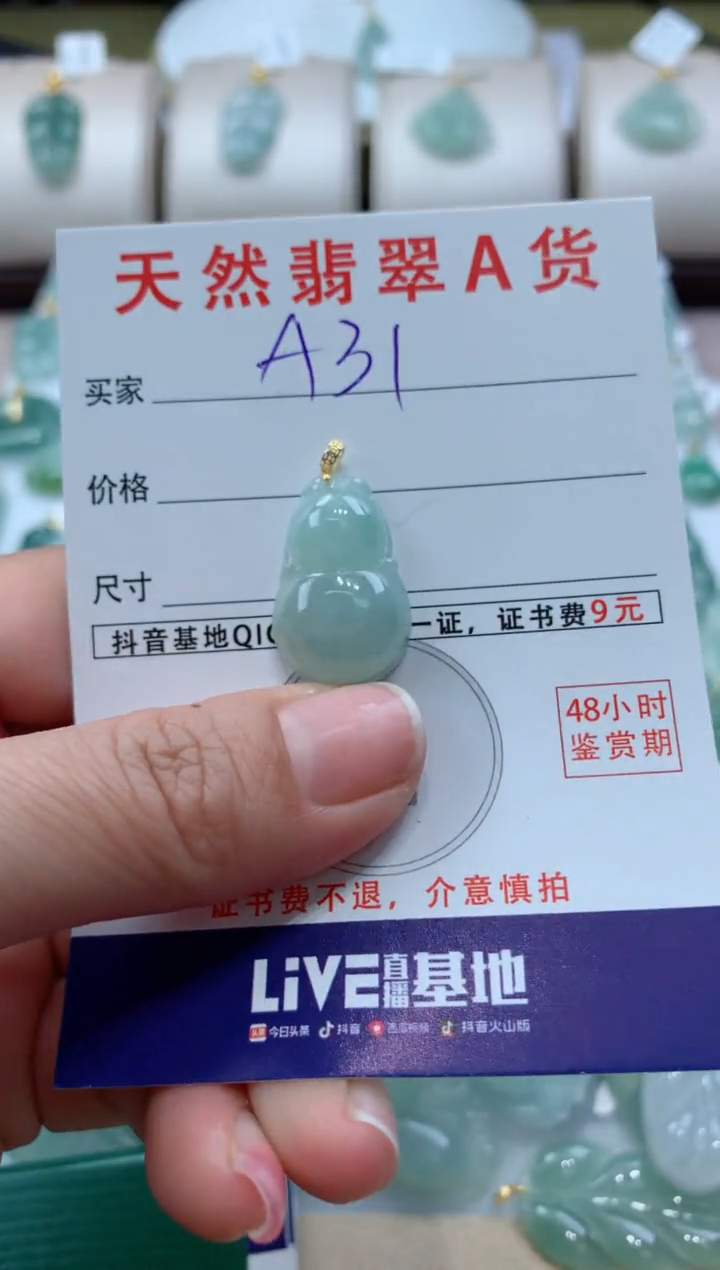 天然翡翠A货
买家 A31
价格
尺寸
抖音基地QIC 一证，证书费9元
48小时
鉴赏期
证书费不退，介意慎拍
LiVE直播基地
今日头条 抖音 西瓜视频 抖音火山版